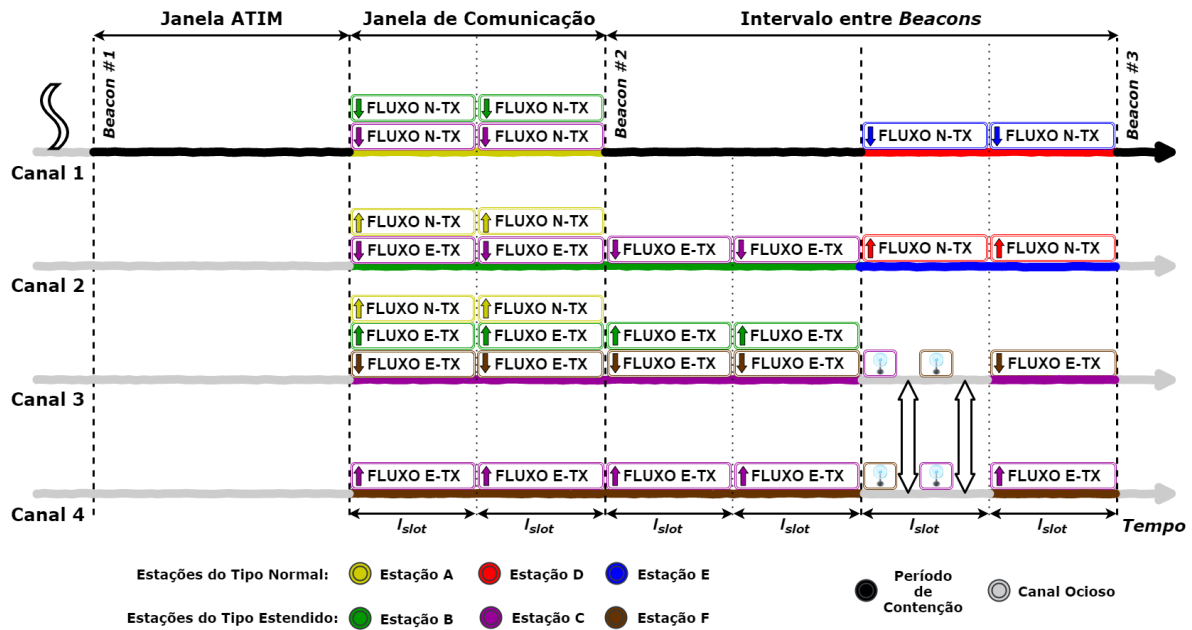 Janela ATIM
Janela de Comunicação
Intervalo entre Beacons
Beacon #1
Beacon #2
Beacon #3
FLUXO N-TX
FLUXO N-TX
FLUXO N-TX
FLUXO N-TX
FLUXO N-TX
FLUXO N-TX
Canal 1
FLUXO N-TX
FLUXO N-TX
FLUXO E-TX
FLUXO E-TX
FLUXO E-TX
FLUXO E-TX
FLUXO N-TX
FLUXO N-TX
Canal 2
FLUXO N-TX
FLUXO N-TX
FLUXO E-TX
FLUXO E-TX
FLUXO E-TX
FLUXO E-TX
FLUXO E-TX
FLUXO E-TX
FLUXO E-TX
FLUXO E-TX
FLUXO E-TX
Canal 3
FLUXO E-TX
FLUXO E-TX
FLUXO E-TX
FLUXO E-TX
FLUXO E-TX
Canal 4
Islot
Islot
Islot
Islot
Islot
Islot
Tempo
Estações do Tipo Normal:
Estação A
Estação D
Estação E
Estações do Tipo Estendido:
Estação B
Estação C
Estação F
Período
de
Contenção
Canal Ocioso